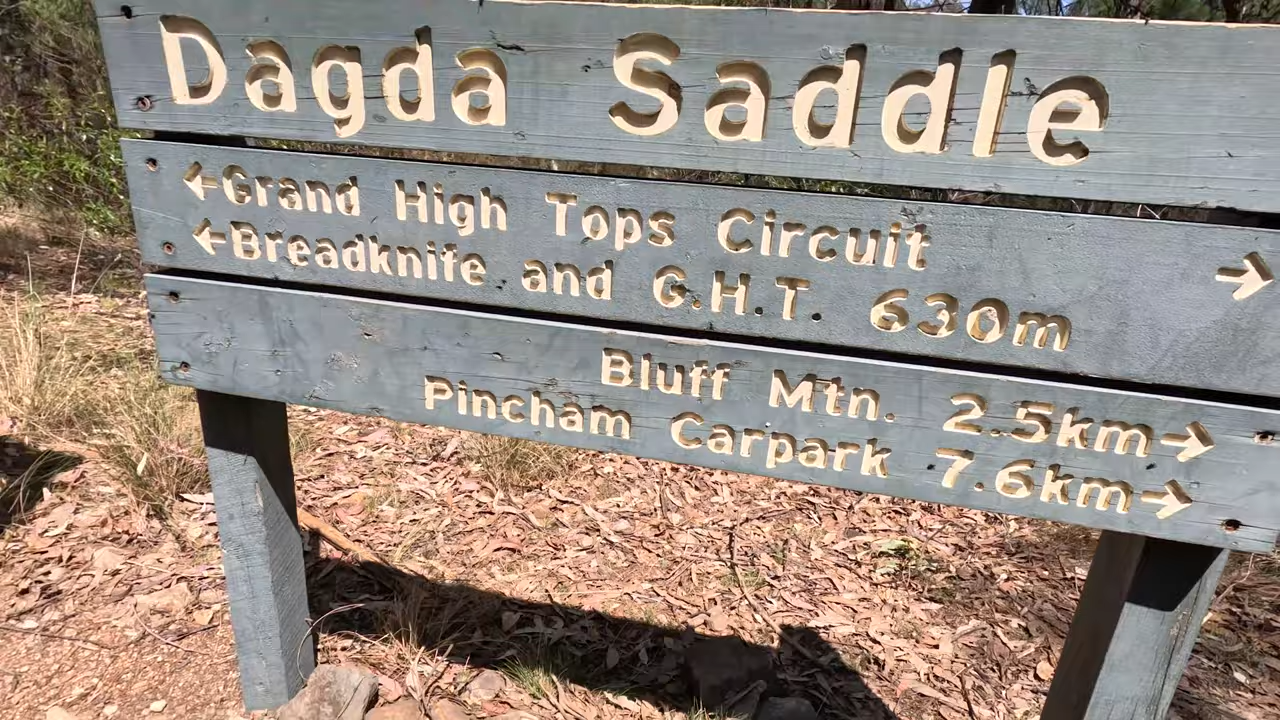 Dagda Saddle
← Grand High Tops Circuit →
← Breadknife and G.H.T. 630m
Bluff Mtn. 2.5km →
Pincham Carpark 7.6km →